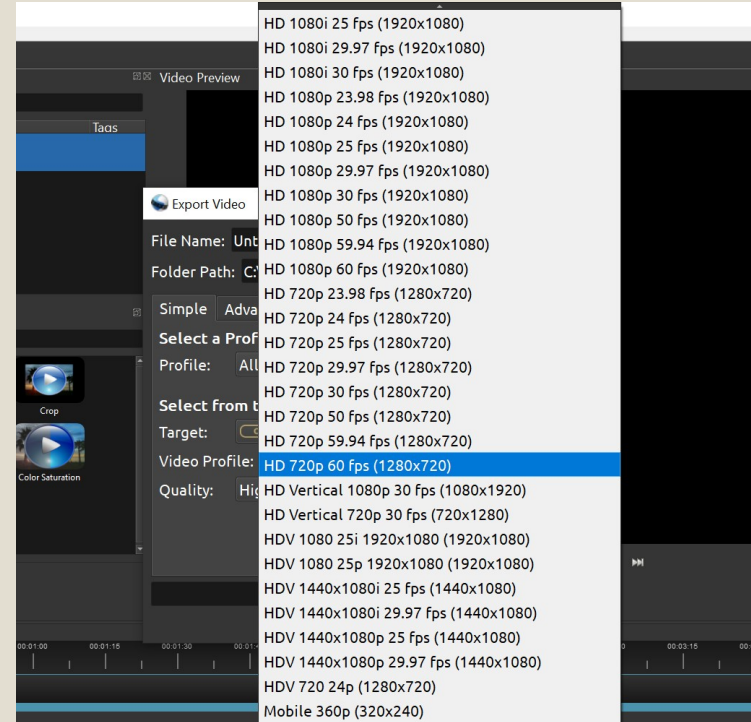 HD 1080i 25 fps (1920x1080)
HD 1080i 29.97 fps (1920x1080)
HD 1080i 30 fps (1920x1080)
HD 1080p 23.98 fps (1920x1080)
HD 1080p 24 fps (1920x1080)
HD 1080p 25 fps (1920x1080)
HD 1080p 29.97 fps (1920x1080)
HD 1080p 30 fps (1920x1080)
HD 1080p 50 fps (1920x1080)
HD 1080p 59.94 fps (1920x1080)
HD 1080p 60 fps (1920x1080)
HD 720p 23.98 fps (1280x720)
HD 720p 24 fps (1280x720)
HD 720p 25 fps (1280x720)
HD 720p 29.97 fps (1280x720)
HD 720p 30 fps (1280x720)
HD 720p 50 fps (1280x720)
HD 720p 59.94 fps (1280x720)
HD 720p 60 fps (1280x720)
HD Vertical 1080p 30 fps (1080x1920)
HD Vertical 720p 30 fps (720x1280)
HDV 1080 25i 1920x1080 (1920x1080)
HDV 1080 25p 1920x1080 (1920x1080)
HDV 1440x1080i 25 fps (1440x1080)
HDV 1440x1080i 29.97 fps (1440x1080)
HDV 1440x1080p 25 fps (1440x1080)
HDV 1440x1080p 29.97 fps (1440x1080)
HDV 720 24p (1280x720)
Mobile 360p (320x240)
Video Preview
Tags
Export Video
File Name: Unt
Folder Path: C:
Simple Adva
Select a Prof
Profile: All
Select from t
Target:
Video Profile:
Quality: Hig
Crop
Color Saturation
00:01:00 00:01:15 00:01:30 00:03:15